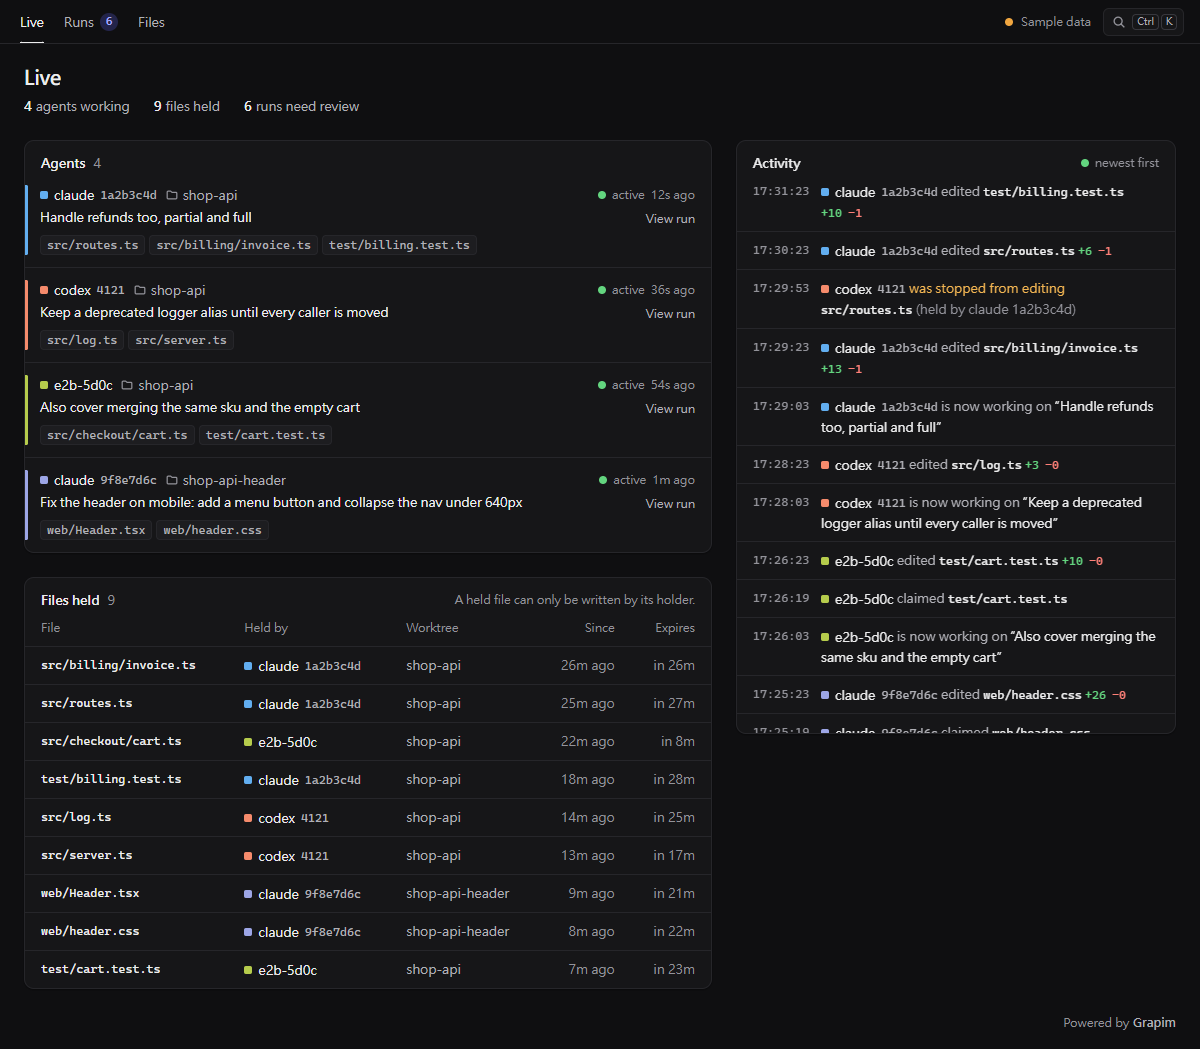 Live Runs 6 Files Sample data Ctrl K
Live
4 agents working 9 files held 6 runs need review
Agents 4
claude 1a2b3c4d shop-api active 12s ago
Handle refunds too, partial and full View run
src/routes.ts src/billing/invoice.ts test/billing.test.ts
codex 4121 shop-api active 36s ago
Keep a deprecated logger alias until every caller is moved View run
src/log.ts src/server.ts
e2b-5d0c shop-api active 54s ago
Also cover merging the same sku and the empty cart View run
src/checkout/cart.ts test/cart.test.ts
claude 9f8e7d6c shop-api-header active 1m ago
Fix the header on mobile: add a menu button and collapse the nav under 640px View run
web/Header.tsx web/header.css
Files held 9 A held file can only be written by its holder.
File Held by Worktree Since Expires
src/billing/invoice.ts claude 1a2b3c4d shop-api 26m ago in 26m
src/routes.ts claude 1a2b3c4d shop-api 25m ago in 27m
src/checkout/cart.ts e2b-5d0c shop-api 22m ago in 8m
test/billing.test.ts claude 1a2b3c4d shop-api 18m ago in 28m
src/log.ts codex 4121 shop-api 14m ago in 25m
src/server.ts codex 4121 shop-api 13m ago in 17m
web/Header.tsx claude 9f8e7d6c shop-api-header 9m ago in 21m
web/header.css claude 9f8e7d6c shop-api-header 8m ago in 22m
test/cart.test.ts e2b-5d0c shop-api 7m ago in 23m
Activity newest first
17:31:23 claude 1a2b3c4d edited test/billing.test.ts
+10 −1
17:30:23 claude 1a2b3c4d edited src/routes.ts +6 −1
17:29:53 codex 4121 was stopped from editing
src/routes.ts (held by claude 1a2b3c4d)
17:29:23 claude 1a2b3c4d edited src/billing/invoice.ts
+13 −1
17:29:03 claude 1a2b3c4d is now working on “Handle refunds
too, partial and full”
17:28:23 codex 4121 edited src/log.ts +3 −0
17:28:03 codex 4121 is now working on “Keep a deprecated
logger alias until every caller is moved”
17:26:23 e2b-5d0c edited test/cart.test.ts +10 −0
17:26:19 e2b-5d0c claimed test/cart.test.ts
17:26:03 e2b-5d0c is now working on “Also cover merging the
same sku and the empty cart”
17:25:23 claude 9f8e7d6c edited web/header.css +26 −0
17:25:19 claude 9f8e7d6c claimed web/header.css
Powered by Grapim